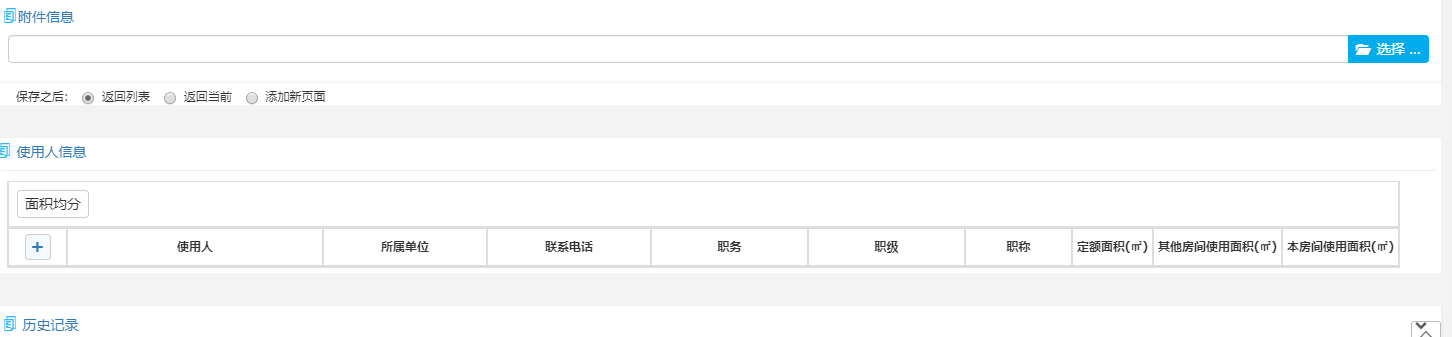 附件信息
选择 ...
保存之后: 返回列表 返回当前 添加新页面
使用人信息
面积均分
+ 使用人 所属单位 联系电话 职务 职级 职称 定额面积(㎡) 其他房间使用面积(㎡) 本房间使用面积(㎡)
历史记录